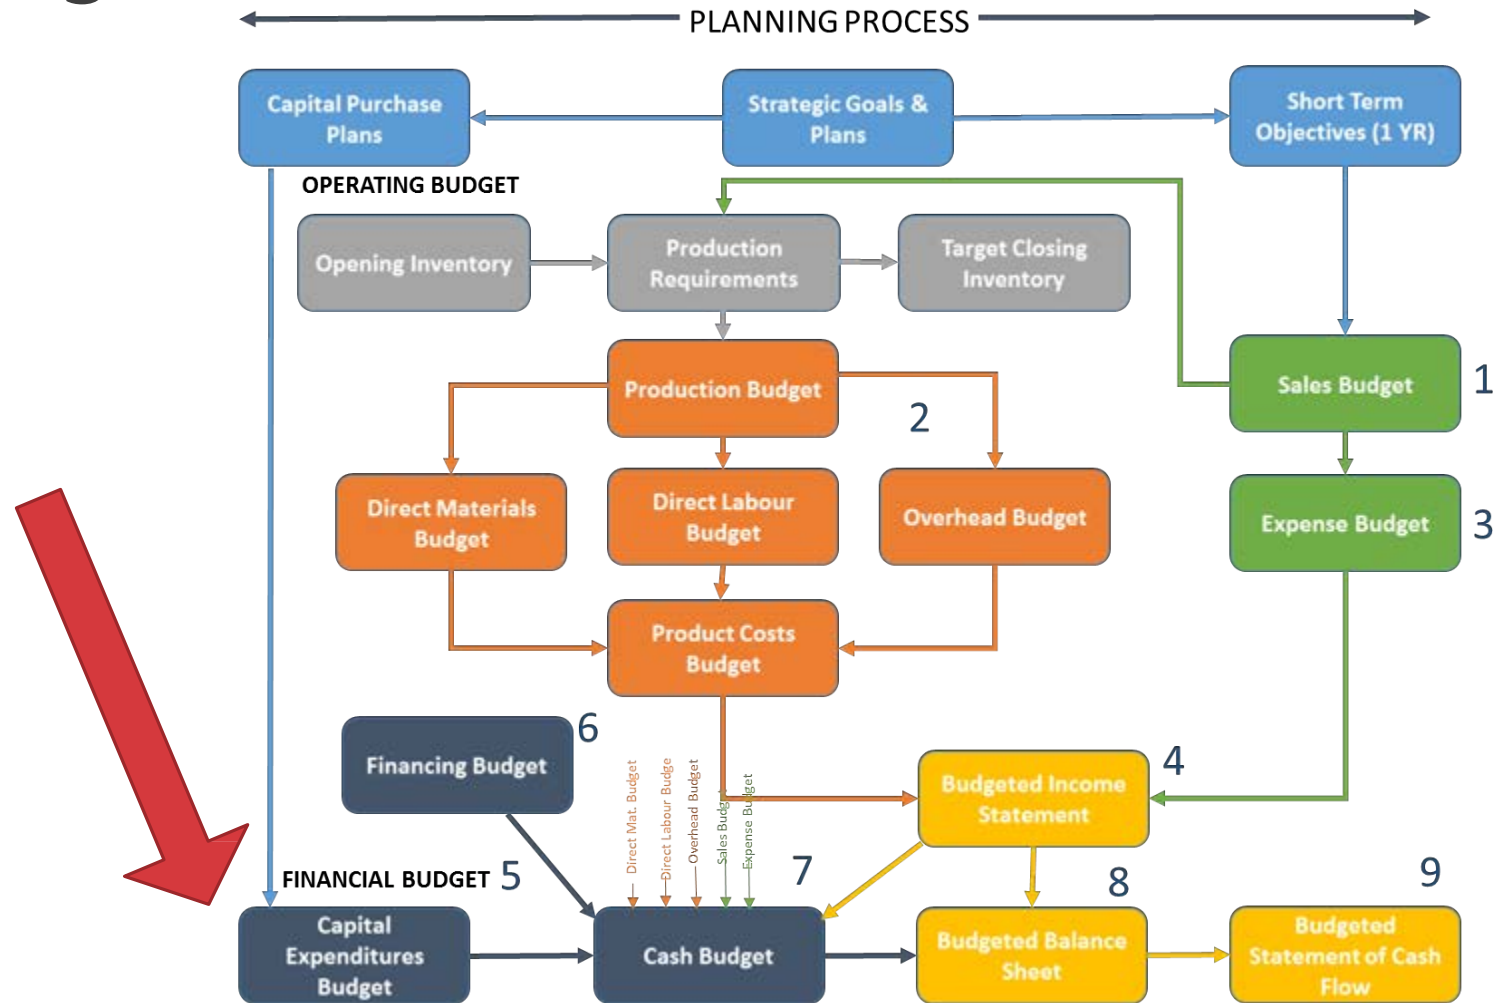 PLANNING PROCESS
Capital Purchase
Plans
Strategic Goals &
Plans
Short Term
Objectives (1 YR)
OPERATING BUDGET
Opening Inventory
Production
Requirements
Target Closing
Inventory
Production Budget
2
Sales Budget
1
Direct Materials
Budget
Direct Labour
Budget
Overhead Budget
Expense Budget
3
Product Costs
Budget
Financing Budget
6
Direct Mat. Budget
Direct Labour Budge
Overhead Budget
Sales Budget
Expense Budget
Budgeted Income
Statement
4
FINANCIAL BUDGET
5
7
8
9
Capital
Expenditures
Budget
Cash Budget
Budgeted Balance
Sheet
Budgeted
Statement of Cash
Flow